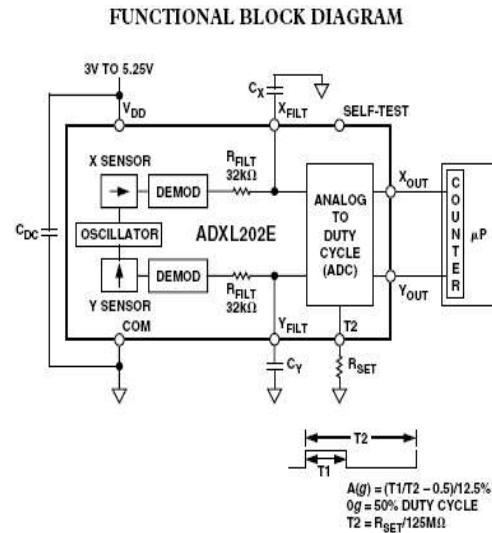 FUNCTIONAL BLOCK DIAGRAM
3V TO 5.25V
VDD
CX
XFILT
SELF-TEST
X SENSOR
DEMOD
RFILT
32kΩ
XOUT
CDC
OSCILLATOR
ADXL202E
ANALOG
TO
DUTY
CYCLE
(ADC)
COUNTER
µP
DEMOD
RFILT
32kΩ
YOUT
Y SENSOR
COM
YFILT
T2
CY
RSET
T2
T1
A(g) = (T1/T2 – 0.5)/12.5%
0g = 50% DUTY CYCLE
T2 = RSET/125MΩ